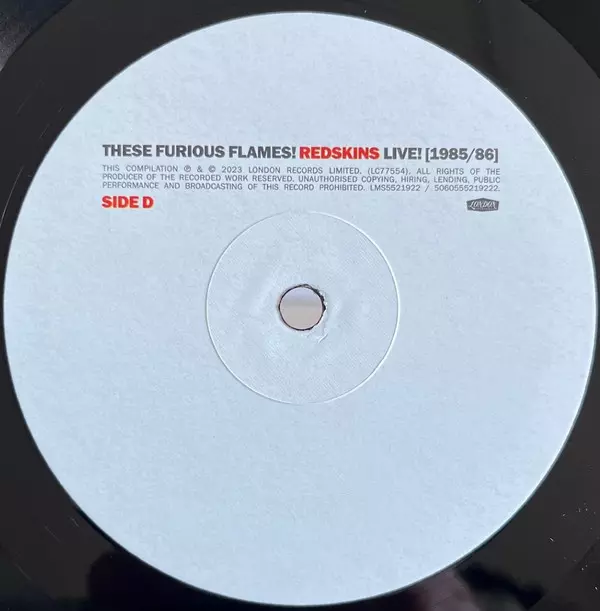 THESE FURIOUS FLAMES! REDSKINS LIVE! [1985/86]
THIS COMPILATION ℗ & © 2023 LONDON RECORDS LIMITED, (LC77554). ALL RIGHTS OF THE
PRODUCER OF THE RECORDED WORK RESERVED. UNAUTHORISED COPYING, HIRING, LENDING, PUBLIC
PERFORMANCE AND BROADCASTING OF THIS RECORD PROHIBITED. LMS5521922 / 5060555219222.
SIDE D
LONDON